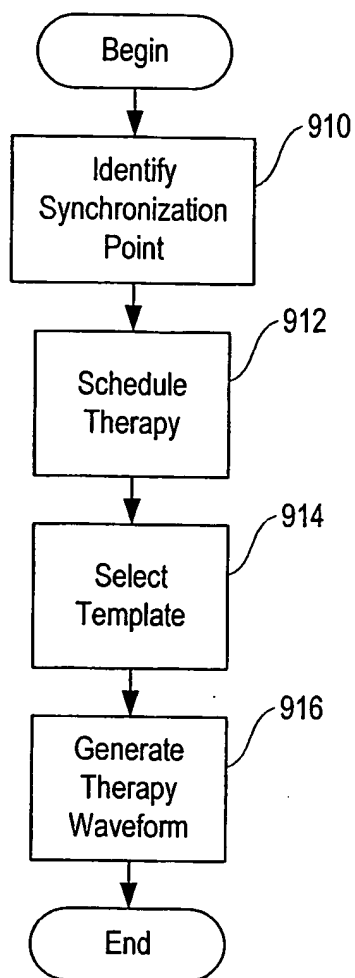 Begin
910
Identify
Synchronization
Point
912
Schedule
Therapy
914
Select
Template
916
Generate
Therapy
Waveform
End